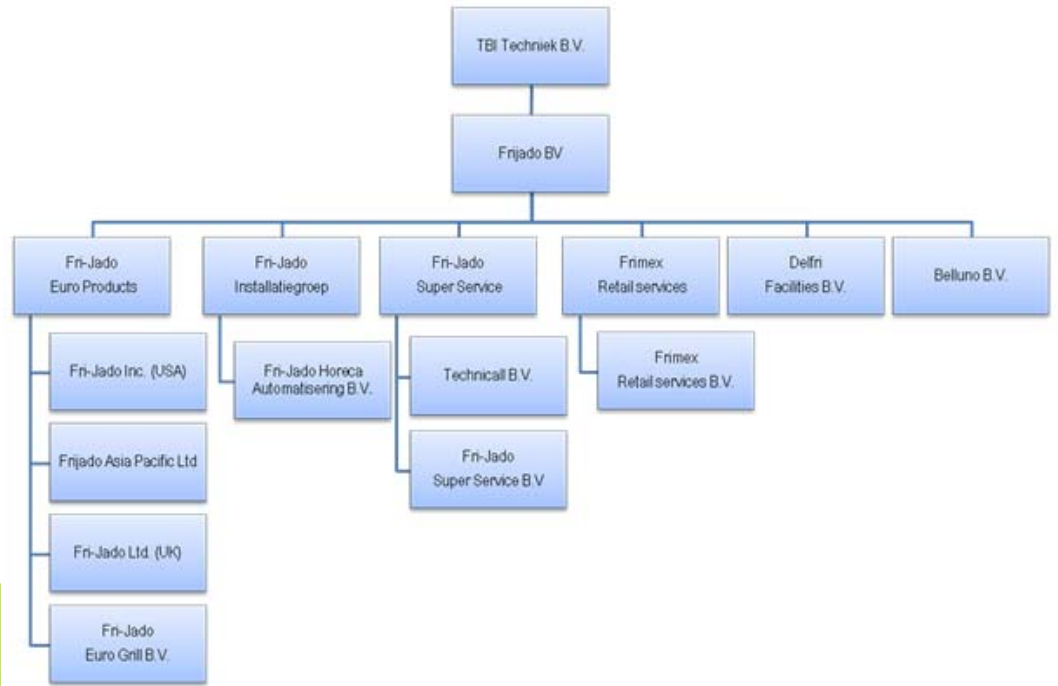 TBI Techniek B.V.
Frijado BV
Fri-Jado
Euro Products
Fri-Jado
Installatiegroep
Fri-Jado
Super Service
Frimex
Retail services
Delfri
Facilities B.V.
Belluno B.V.
Fri-Jado Inc. (USA)
Frijado Asia Pacific Ltd
Fri-Jado Ltd. (UK)
Fri-Jado
Euro Grill B.V.
Fri-Jado Horeca
Automatisering B.V.
Technicall B.V.
Fri-Jado
Super Service B.V
Frimex
Retail services B.V.